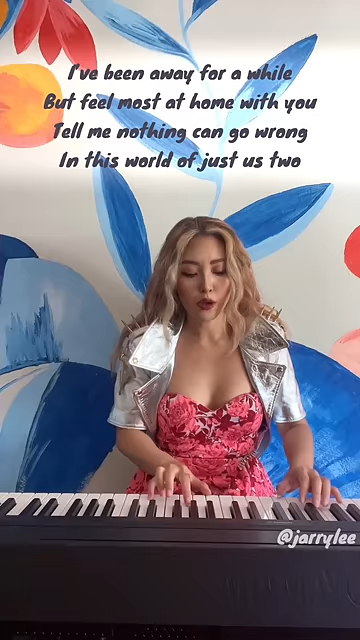 I've been away for a while
But feel most at home with you
Tell me nothing can go wrong
In this world of just us two
@jarrylee